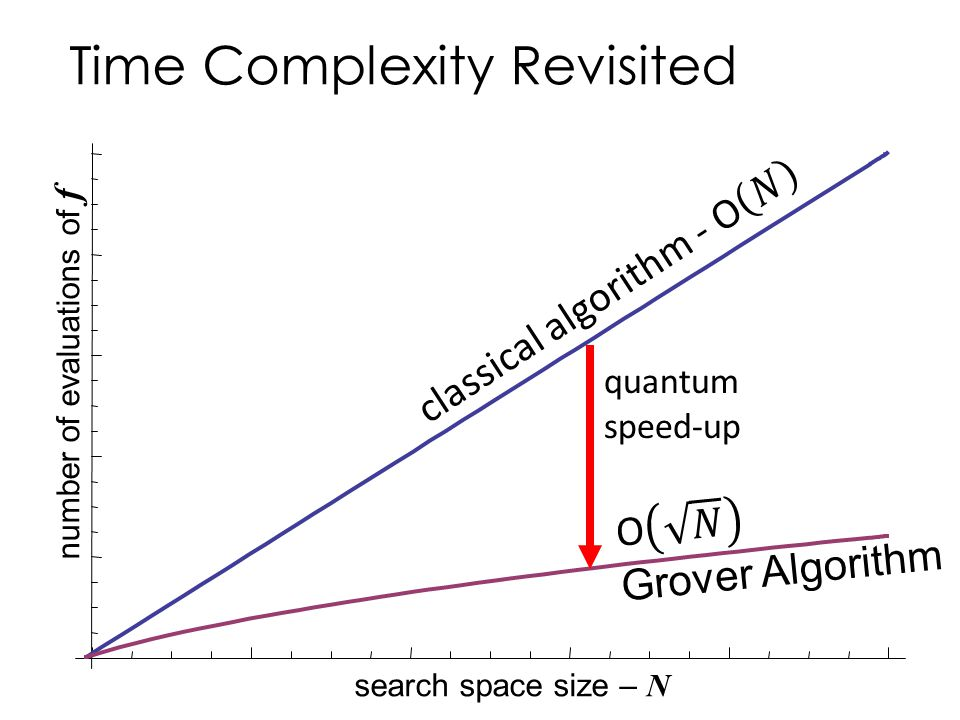 Time Complexity Revisited
number of evaluations of f
classical algorithm - O(N)
quantum
speed-up
O(√N)
Grover Algorithm
search space size – N